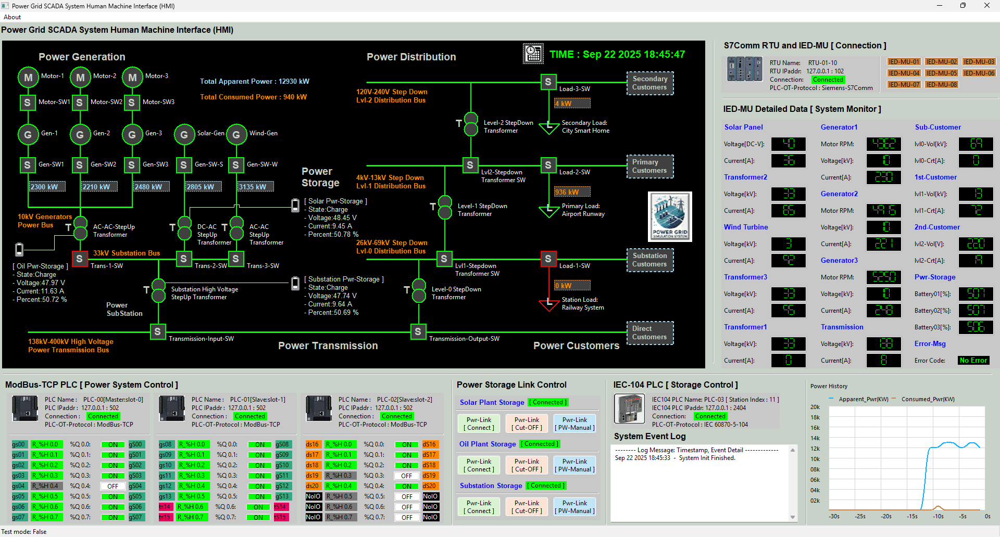 Power Grid SCADA System Human Machine Interface (HMI)
About
Power Grid SCADA System Human Machine Interface (HMI)
Power Generation
Power Distribution
TIME : Sep 22 2025 18:45:47
M Motor-1
M Motor-2
M Motor-3
Total Apparent Power : 12930 kW
Total Consumed Power : 940 kW
S Motor-SW1
S Motor-SW2
S Motor-SW3
G Gen-1
G Gen-2
G Gen-3
G Solar-Gen
G Wind-Gen
S Gen-SW1
S Gen-SW2
S Gen-SW3
S Gen-SW-S
S Gen-SW-W
2300 kW
2210 kW
2480 kW
2805 kW
3135 kW
10kV Generators
Power Bus
T
AC-AC-StepUp
Transformer
T
DC-AC
StepUp
Transformer
T
AC-AC
StepUp
Transformer
33kV Substation Bus
S Trans-1-SW
S Trans-2-SW
S Trans-3-SW
[ Oil Pwr-Storage ]
- State:Charge
- Voltage:47.97 V
- Current:11.63 A
- Percent:50.72 %
Power
Storage
[ Solar Pwr-Storage ]
- State:Charge
- Voltage:48.45 V
- Current:9.45 A
- Percent:50.78 %
[ Substation Pwr-Storage ]
- State:Charge
- Voltage:47.74 V
- Current:9.64 A
- Percent:50.69 %
T
Substation High Voltage
StepUp Transformer
Power
SubStation
S
Transmission-Input-SW
138kV-400kV High Voltage
Power Transmission Bus
Power Transmission
S
Transmission-Output-SW
Power Customers
120V-240V Step Down
Lvl-2 Distribution Bus
S
Load-3-SW
Secondary
Customers
4 kW
T
Level-2 StepDown
Transformer
L
Secondary Load:
City Smart Home
4kV-13kV Step Down
Lvl-1 Distribution Bus
S
Lvl2-Stepdown
Transformer SW
S
Load-2-SW
Primary
Customers
936 kW
T
Level-1 StepDown
Transformer
L
Primary Load:
Airport Runway
POWER GRID
SIMULATION SYSTEM
26kV-69kV Step Down
Lvl-0 Distribution Bus
S
Lvl1-Stepdown
Transformer SW
S
Load-1-SW
Substation
Customers
0 kW
T
Level-0 StepDown
Transformer
L
Station Load:
Railway System
Direct
Customers
S7Comm RTU and IED-MU [ Connection ]
RTU Name: RTU-01-10
RTU IPaddr: 127.0.0.1 : 102
Connection: Connected
PLC-OT-Protocol : Siemens-S7Comm
IED-MU-01 IED-MU-02 IED-MU-03
IED-MU-04 IED-MU-05 IED-MU-06
IED-MU-07 IED-MU-08
IED-MU Detailed Data [ System Monitor ]
Solar Panel
Voltage[DC-V]: 40
Current[A]: 36
Transformer2
Voltage[kV]: 33
Current[A]: 86
Wind Turbine
Voltage[kV]: 3
Current[A]: 92
Transformer3
Voltage[kV]: 33
Current[A]: 95
Transformer1
Voltage[kV]: 33
Current[A]: 0
Generator1
Motor RPM: 4362
Voltage[kV]: 10
Current[A]: 230
Generator2
Motor RPM: 4916
Voltage[kV]: 10
Current[A]: 221
Generator3
Motor RPM: 5250
Voltage[kV]: 10
Current[A]: 248
Transmission
Voltage[kV]: 138
Current[A]: 8
Sub-Customer
lvl0-Vol[kV]: 69
lvl0-Crt[A]: 0
1st-Customer
lvl1-Vol[kV]: 13
lvl1-Crt[A]: 72
2nd-Customer
lvl2-Vol[V]: 220
lvl2-Crt[A]: 19
Pwr-Storage
Battery01[%]: 507
Battery02[%]: 507
Battery03[%]: 506
Error-Msg
Error Code: No Error
ModBus-TCP PLC [ Power System Control ]
PLC Name : PLC-00[Master:slot-0]
PLC IPaddr : 127.0.0.1 : 502
Connection : Connected
PLC-OT-Protocol : ModBus-TCP
gs00 R_%H 0.0 %Q 0.0: ON gS00
gs01 R_%H 0.1 %Q 0.1: ON gS01
gs02 R_%H 0.2 %Q 0.2: ON gS02
gs03 R_%H 0.3 %Q 0.3: ON gS03
gs04 R_%H 0.4 %Q 0.4: OFF gS04
gs05 R_%H 0.5 %Q 0.5: ON gS05
gs06 R_%H 0.6 %Q 0.6: ON gS06
gs07 R_%H 0.7 %Q 0.7: ON gS07
PLC Name : PLC-01[Slave:slot-1]
PLC IPaddr : 127.0.0.1 : 502
Connection : Connected
PLC-OT-Protocol : ModBus-TCP
gs08 R_%H 0.0 %Q 0.0: ON gS08
gs09 R_%H 0.1 %Q 0.1: ON gS09
gs10 R_%H 0.2 %Q 0.2: ON gS10
gs11 R_%H 0.3 %Q 0.3: ON gS11
gs12 R_%H 0.4 %Q 0.4: ON gS12
gs13 R_%H 0.5 %Q 0.5: ON gS13
ts14 R_%H 0.6 %Q 0.6: ON tS14
ts15 R_%H 0.7 %Q 0.7: ON tS15
PLC Name : PLC-02[Slave:slot-2]
PLC IPaddr : 127.0.0.1 : 502
Connection : Connected
PLC-OT-Protocol : ModBus-TCP
ds16 R_%H 0.0 %Q 0.0: ON dS16
ds17 R_%H 0.1 %Q 0.1: ON dS17
ds18 R_%H 0.2 %Q 0.2: ON dS18
ds19 R_%H 0.3 %Q 0.3: OFF dS19
ds20 R_%H 0.4 %Q 0.4: ON dS20
NoIO R_%H 0.5 %Q 0.5: OFF NoIO
NoIO R_%H 0.6 %Q 0.6: OFF NoIO
NoIO R_%H 0.7 %Q 0.7: OFF NoIO
Power Storage Link Control
Solar Plant Storage [ Connected ]
Pwr-Link
[ Connect ]
Pwr-Link
[ Cut-OFF ]
Pwr-Link
[ PW-Manual ]
Oil Plant Storage [ Connected ]
Pwr-Link
[ Connect ]
Pwr-Link
[ Cut-OFF ]
Pwr-Link
[ PW-Manual ]
Substation Storage [ Connected ]
Pwr-Link
[ Connect ]
Pwr-Link
[ Cut-OFF ]
Pwr-Link
[ PW-Manual ]
IEC-104 PLC [ Storage Control ]
IEC104 PLC Name: PLC-03 [ Station Index : 11 ]
IEC104 PLC IPaddr: 127.0.0.1 : 2404
Connection: Connected
PLC-OT-Protocol : IEC 60870-5-104
System Event Log
-------- Log Message: Timestamp, Event Detail -------------
Sep 22 2025 18:45:33 - System Init Finished.
Power History
Apparent_Pwr(KW) Consumed_Pwr(KW)
20k
18k
16k
14k
12k
10k
08k
06k
04k
02k
-30s -25s -20s -15s -10s -5s 0s
Test mode: False